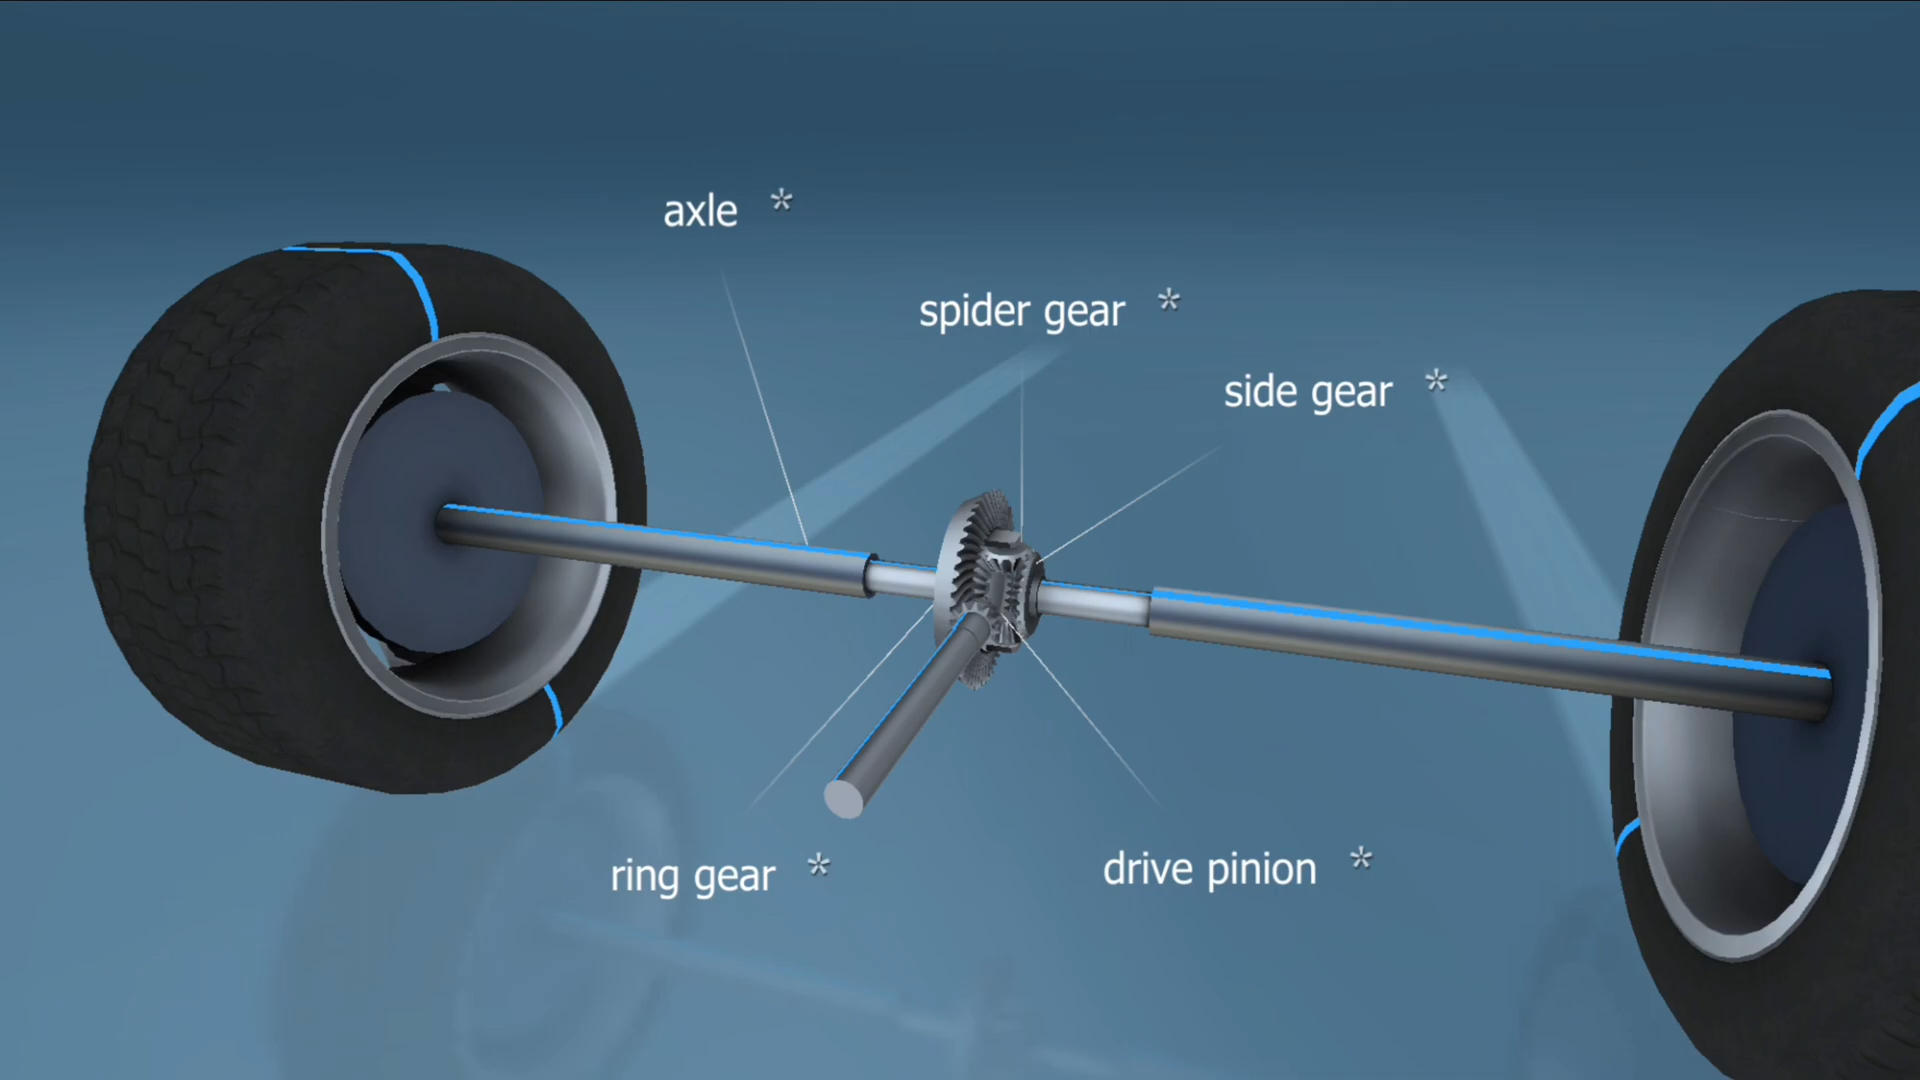 axle *
spider gear *
side gear *
ring gear *
drive pinion *